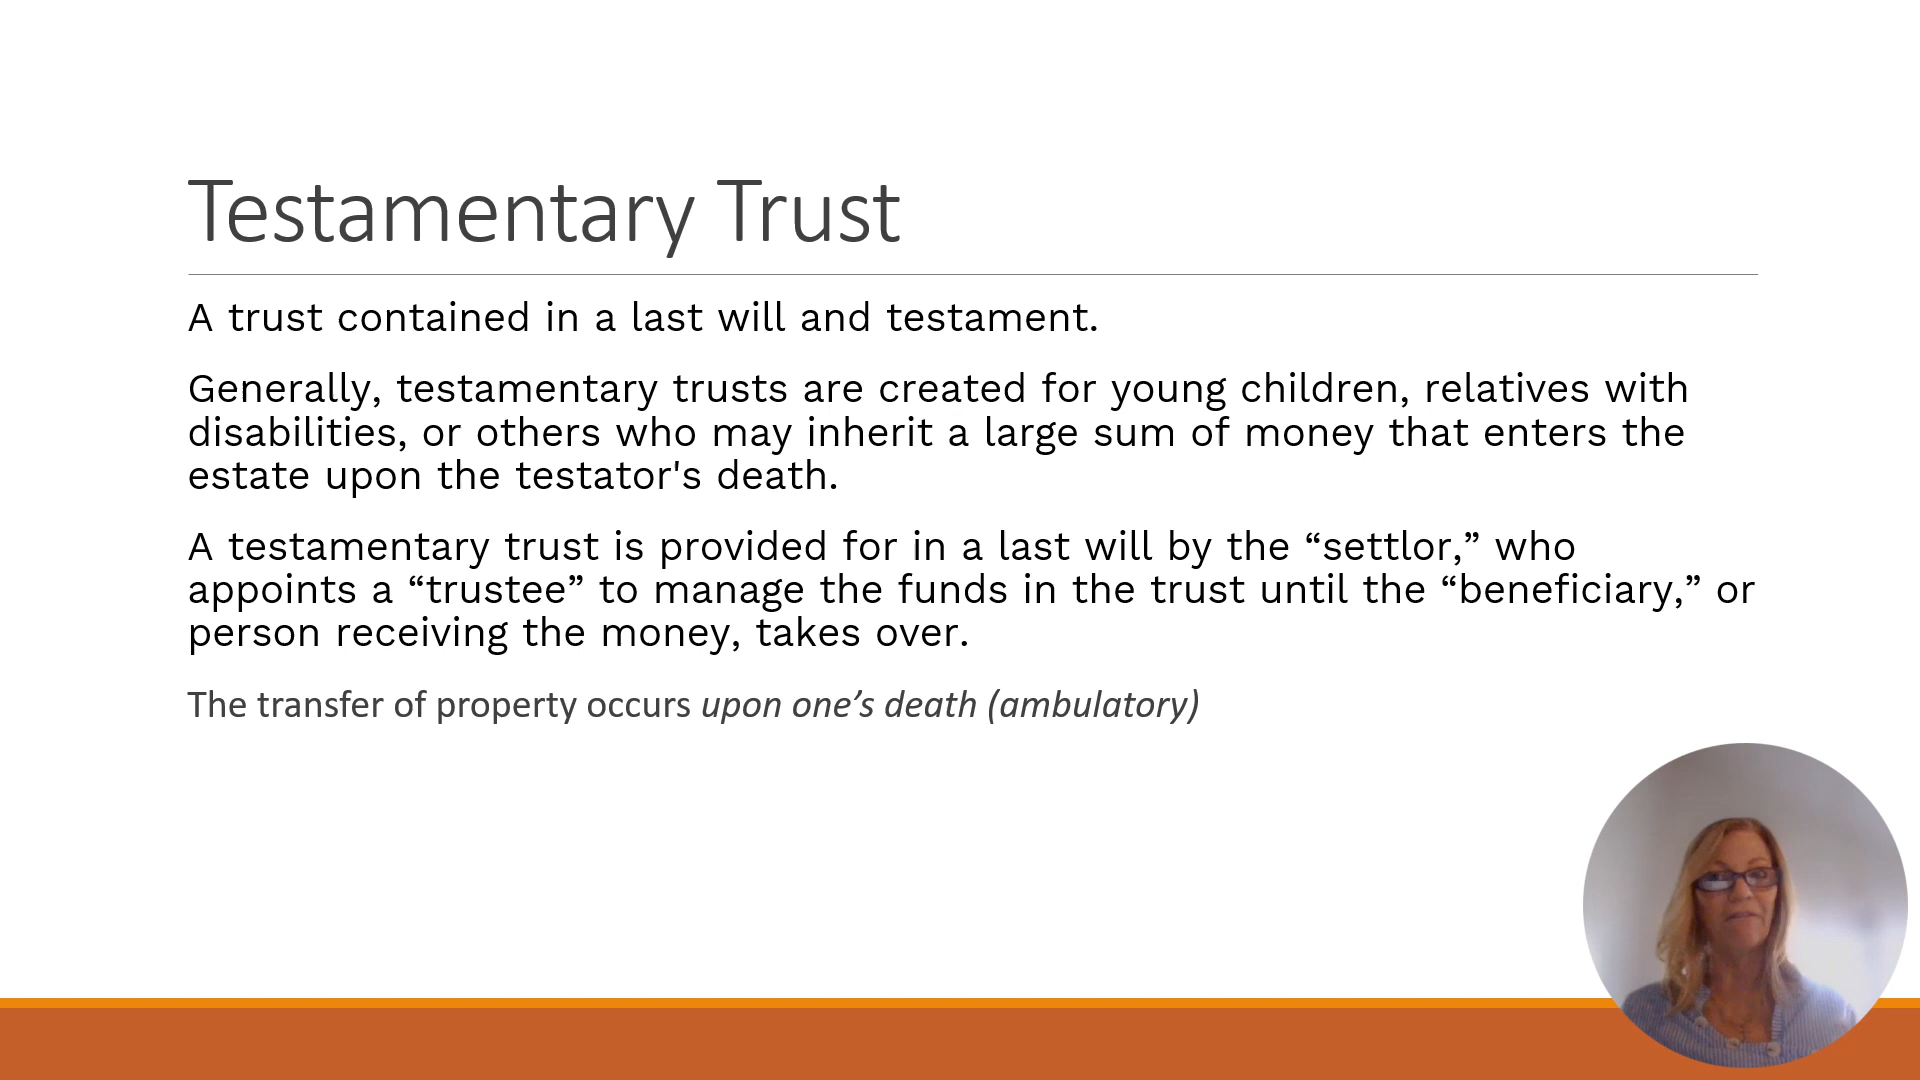 Testamentary Trust
A trust contained in a last will and testament.
Generally, testamentary trusts are created for young children, relatives with
disabilities, or others who may inherit a large sum of money that enters the
estate upon the testator's death.
A testamentary trust is provided for in a last will by the “settlor,” who
appoints a “trustee” to manage the funds in the trust until the “beneficiary,” or
person receiving the money, takes over.
The transfer of property occurs upon one’s death (ambulatory)